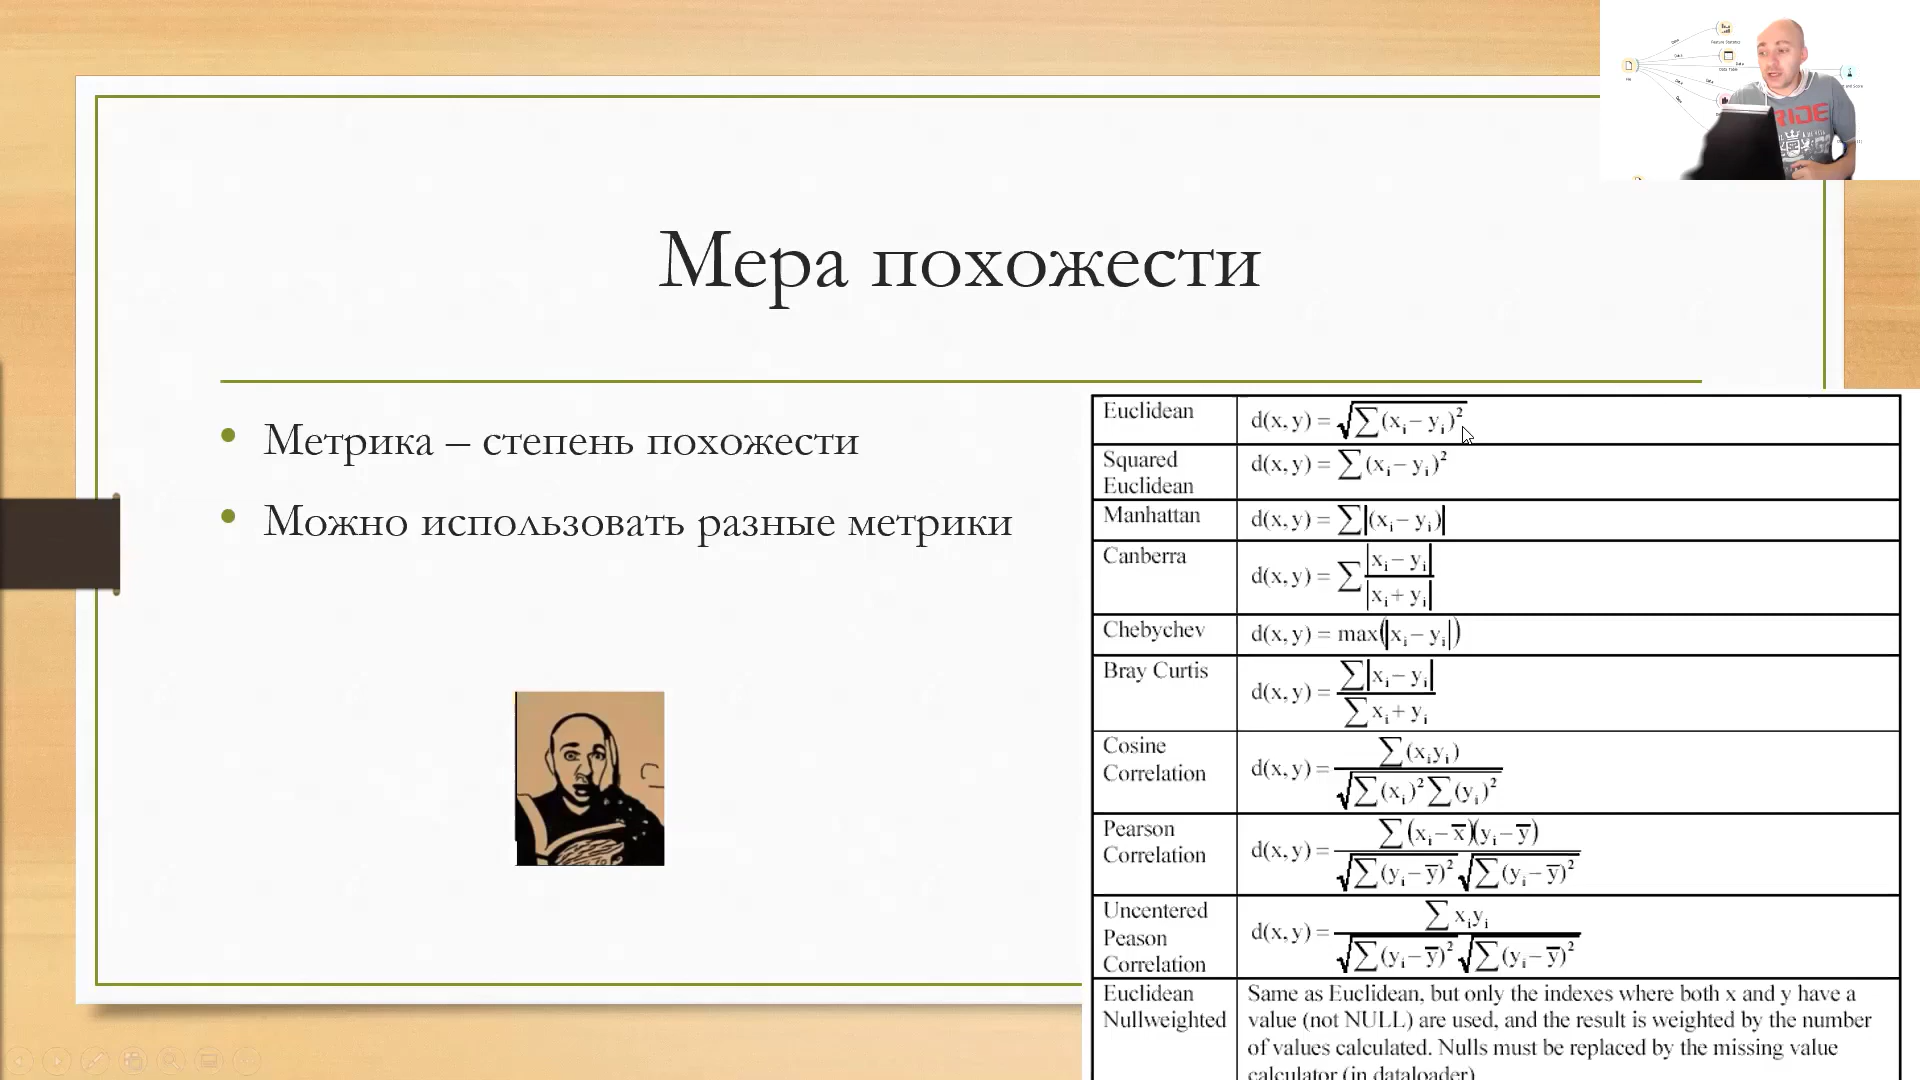 Мера похожести
• Метрика – степень похожести
• Можно использовать разные метрики
Euclidean d(x, y) = √∑(xᵢ – yᵢ)²
Squared Euclidean d(x, y) = ∑(xᵢ – yᵢ)²
Manhattan d(x, y) = ∑|(xᵢ – yᵢ)|
Canberra d(x, y) = ∑ |xᵢ – yᵢ| / |xᵢ + yᵢ|
Chebychev d(x, y) = max(|xᵢ – yᵢ|)
Bray Curtis d(x, y) = ∑|xᵢ – yᵢ| / ∑ xᵢ + yᵢ
Cosine Correlation d(x, y) = ∑(xᵢyᵢ) / √∑(xᵢ)²∑(yᵢ)²
Pearson Correlation d(x, y) = ∑(xᵢ – x̅)(yᵢ – y̅) / √∑(yᵢ – y̅)² √∑(yᵢ – y̅)²
Uncentered Peason Correlation d(x, y) = ∑ xᵢyᵢ / √∑(yᵢ – y̅)² √∑(yᵢ – y̅)²
Euclidean Nullweighted
Same as Euclidean, but only the indexes where both x and y have a
value (not NULL) are used, and the result is weighted by the number
of values calculated. Nulls must be replaced by the missing value
calculator (in dataloader)
RIDE